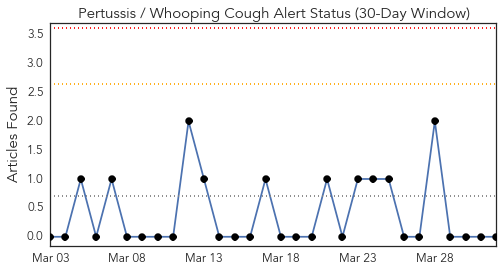 Pertussis / Whooping Cough Alert Status (30-Day Window)
Articles Found
3.5
3.0
2.5
2.0
1.5
1.0
0.5
0.0
Mar 03 Mar 08 Mar 13 Mar 18 Mar 23 Mar 28